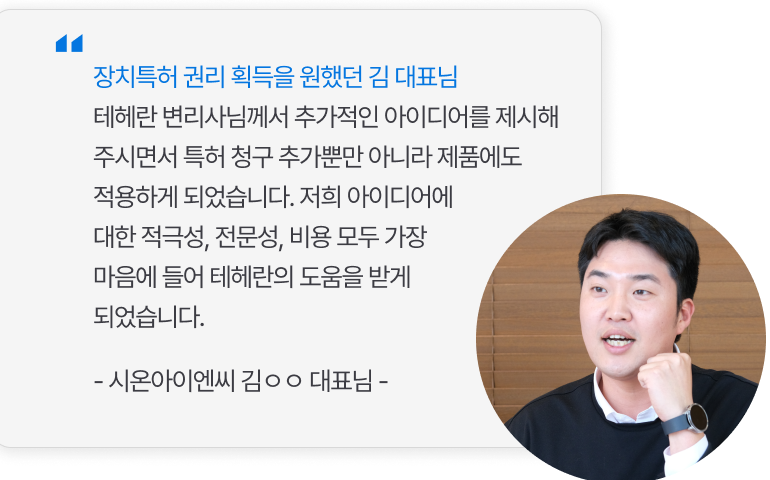 장치특허 권리 획득을 원했던 김 대표님
테헤란 변리사님께서 추가적인 아이디어를 제시해
주시면서 특허 청구 추가뿐만 아니라 제품에도
적용하게 되었습니다. 저희 아이디어에
대한 적극성, 전문성, 비용 모두 가장
마음에 들어 테헤란의 도움을 받게
되었습니다.
- 시온아이엔씨 김ㅇㅇ 대표님 -